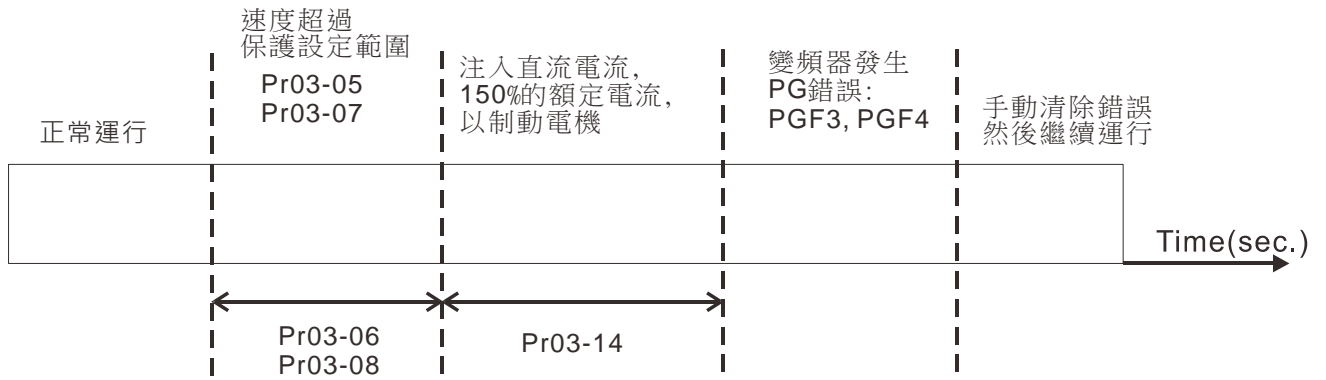 正常運行
速度超過
保護設定範圍
Pr03-05
Pr03-07
注入直流電流,
150%的額定電流,
以制動電機
變頻器發生
PG錯誤:
PGF3, PGF4
手動清除錯誤
然後繼續運行
Time(sec.)
Pr03-06
Pr03-08
Pr03-14